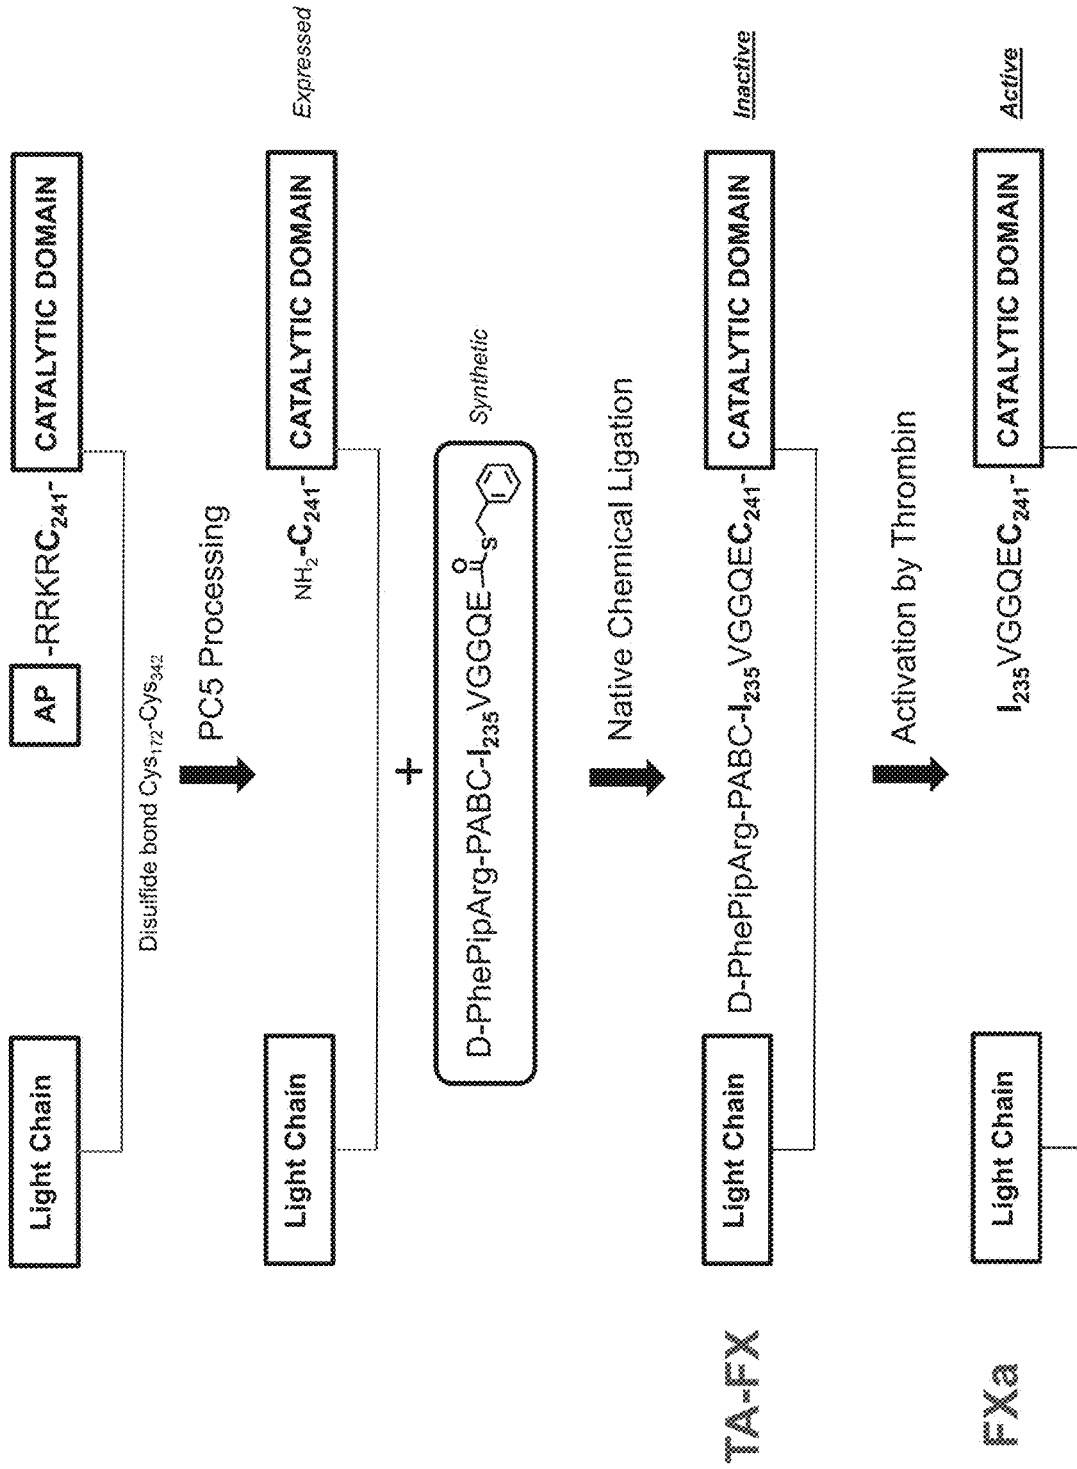 Light Chain
AP
-RRKRC241-
CATALYTIC DOMAIN
Disulfide bond Cys172-Cys342
PC5 Processing
Light Chain
NH2-C241-
CATALYTIC DOMAIN
Expressed
+
D-PhePipArg-PABC-I235VGGQE
O
S
Synthetic
Native Chemical Ligation
TA-FX
Light Chain
D-PhePipArg-PABC-I235VGGQEC241-
CATALYTIC DOMAIN
Inactive
Activation by Thrombin
FXa
Light Chain
I235VGGQEC241-
CATALYTIC DOMAIN
Active